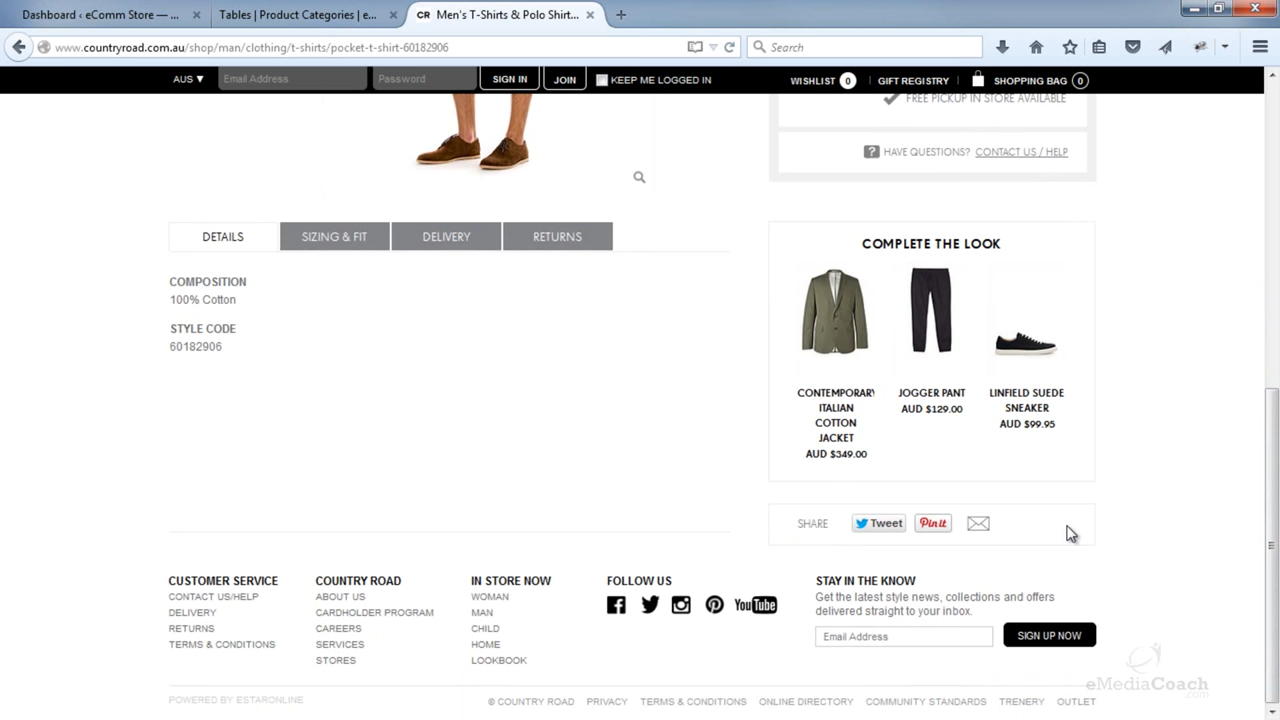 Dashboard ‹ eComm Store — ...
Tables | Product Categories | e...
CR Men's T-Shirts & Polo Shirt...
www.countryroad.com.au/shop/man/clothing/t-shirts/pocket-t-shirt-60182906
Search
AUS ▼ Email Address Password SIGN IN JOIN KEEP ME LOGGED IN WISHLIST 0 GIFT REGISTRY SHOPPING BAG 0
FREE PICKUP IN STORE AVAILABLE
? HAVE QUESTIONS? CONTACT US / HELP
DETAILS SIZING & FIT DELIVERY RETURNS
COMPOSITION
100% Cotton
STYLE CODE
60182906
COMPLETE THE LOOK
CONTEMPORARY
ITALIAN
COTTON
JACKET
AUD $349.00
JOGGER PANT
AUD $129.00
LINFIELD SUEDE
SNEAKER
AUD $99.95
SHARE Tweet Pin it
CUSTOMER SERVICE
CONTACT US/HELP
DELIVERY
RETURNS
TERMS & CONDITIONS
COUNTRY ROAD
ABOUT US
CARDHOLDER PROGRAM
CAREERS
SERVICES
STORES
IN STORE NOW
WOMAN
MAN
CHILD
HOME
LOOKBOOK
FOLLOW US
YouTube
STAY IN THE KNOW
Get the latest style news, collections and offers
delivered straight to your inbox.
Email Address SIGN UP NOW
POWERED BY ESTARONLINE
© COUNTRY ROAD PRIVACY TERMS & CONDITIONS ONLINE DIRECTORY COMMUNITY STANDARDS TRENERY OUTLET
eMediaCoach
.com